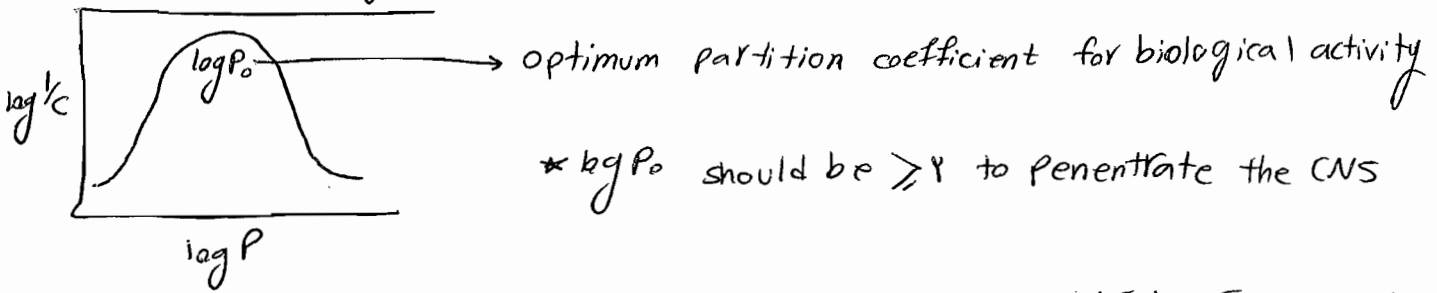 log P₀ → optimum partition coefficient for biological activity
log 1/c
* log P₀ should be ⩾ ۲ to penentrate the CNS
log P